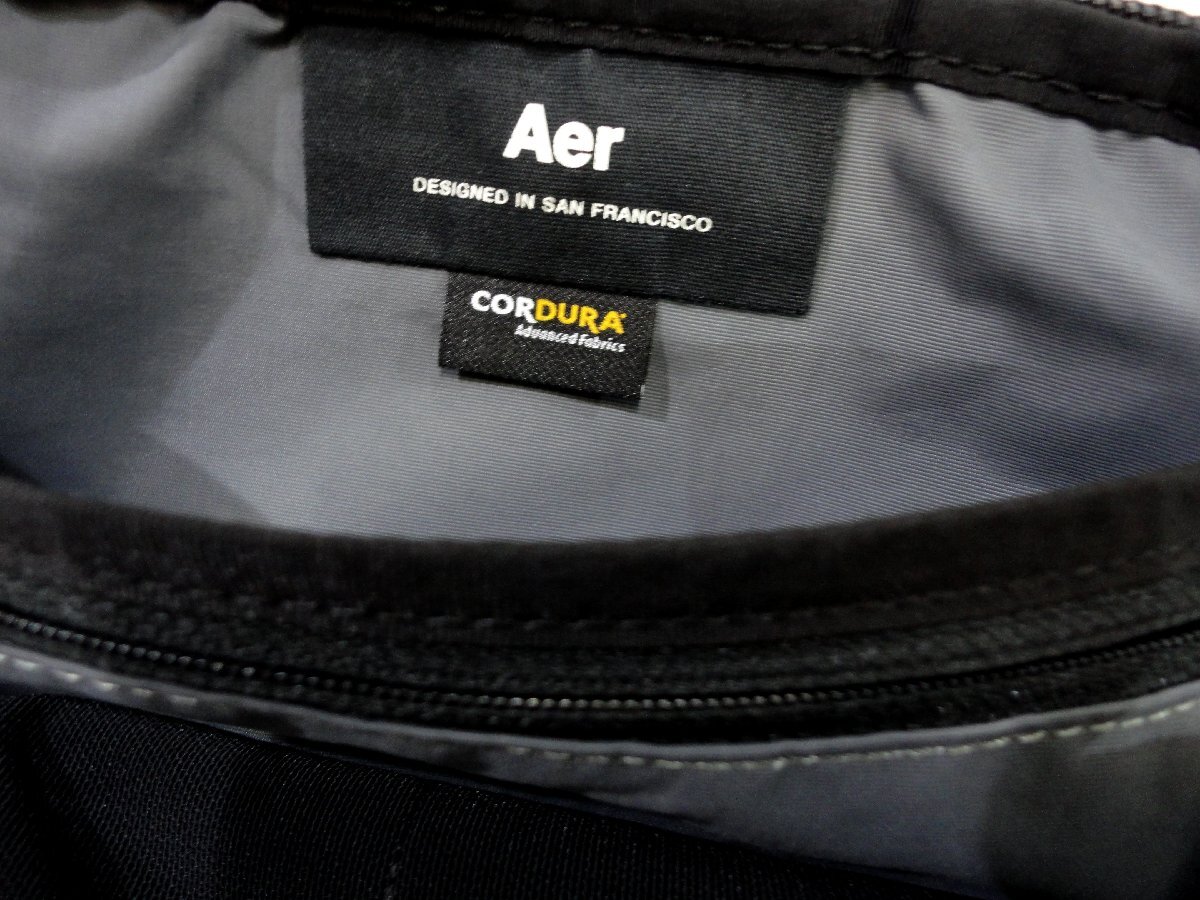 Aer
DESIGNED IN SAN FRANCISCO
CORDURA®
Advanced Fabrics